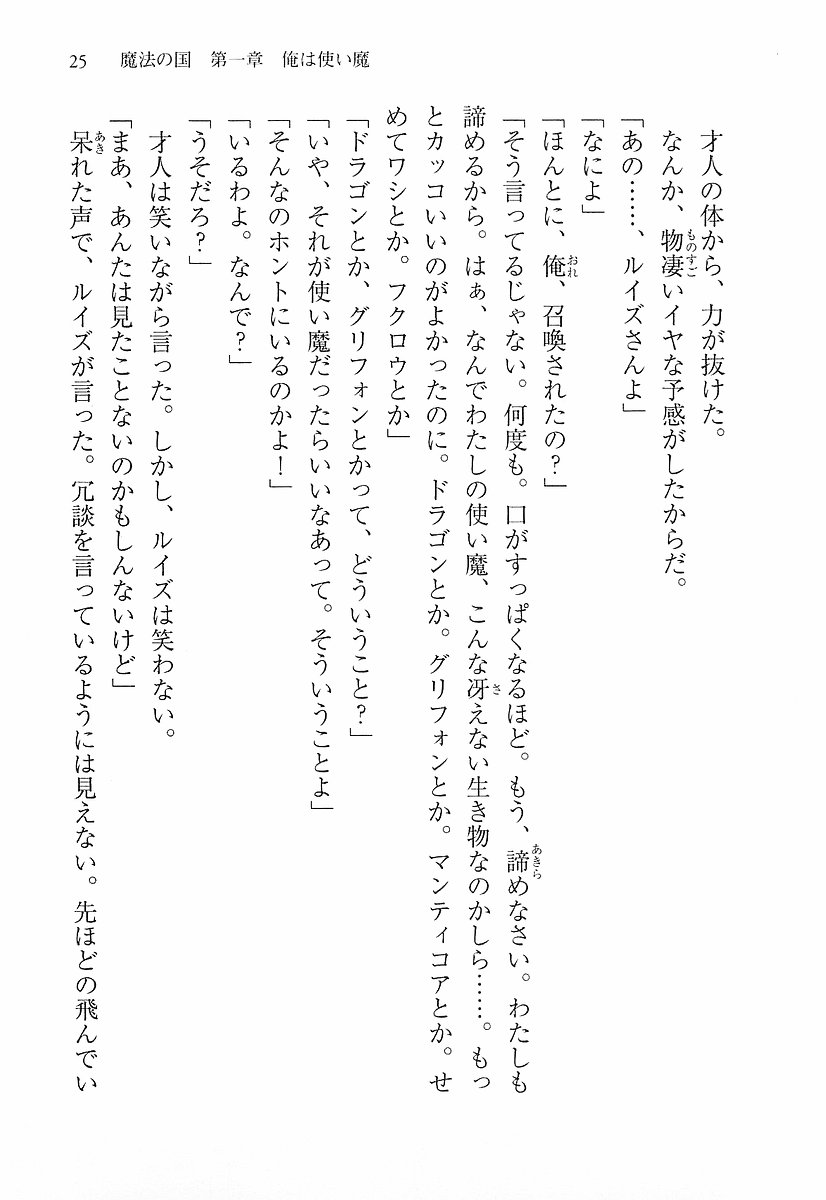 25　魔法の国　第一章　俺は使い魔
　才人の体から、力が抜けた。
　なんか、物凄いイヤな予感がしたからだ。
「あの……、ルイズさんよ」
「なによ」
「ほんとに、俺、召喚されたの？」
「そう言ってるじゃない。何度も。口がすっぱくなるほど。もう、諦めなさい。わたしも
諦めるから。はぁ、なんでわたしの使い魔、こんな冴えない生き物なのかしら……。もっ
とカッコいいのがよかったのに。ドラゴンとか。グリフォンとか。マンティコアとか。せ
めてワシとか。フクロウとか」
「ドラゴンとか、グリフォンとかって、どういうこと？」
「いや、それが使い魔だったらいいなあって。そういうことよ」
「そんなのホントにいるのかよ！」
「いるわよ。なんで？」
「うそだろ？」
　才人は笑いながら言った。しかし、ルイズは笑わない。
「まあ、あんたは見たことないのかもしんないけど」
　呆れた声で、ルイズが言った。冗談を言っているようには見えない。先ほどの飛んでい